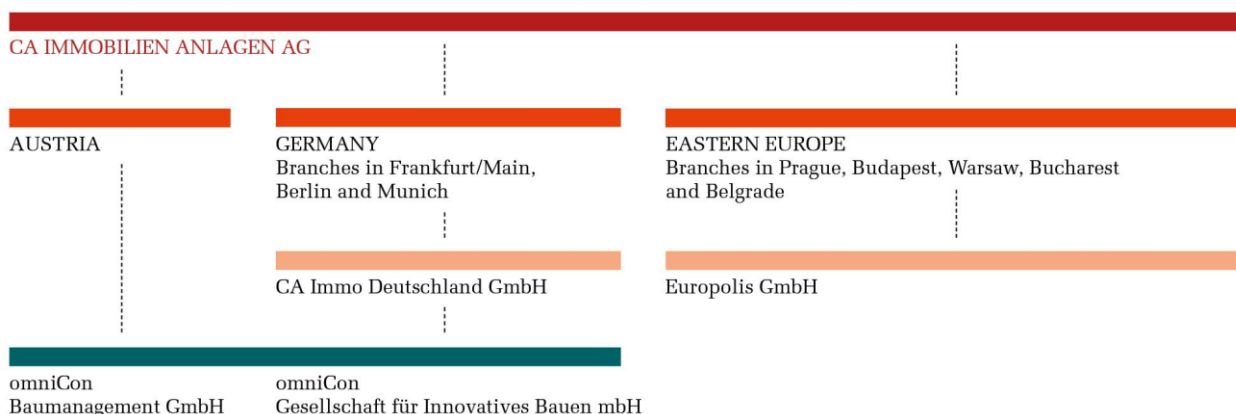 CA IMMOBILIEN ANLAGEN AG
AUSTRIA
GERMANY
Branches in Frankfurt/Main,
Berlin and Munich
EASTERN EUROPE
Branches in Prague, Budapest, Warsaw, Bucharest
and Belgrade
CA Immo Deutschland GmbH
Europolis GmbH
omniCon
Baumanagement GmbH
omniCon
Gesellschaft für Innovatives Bauen mbH